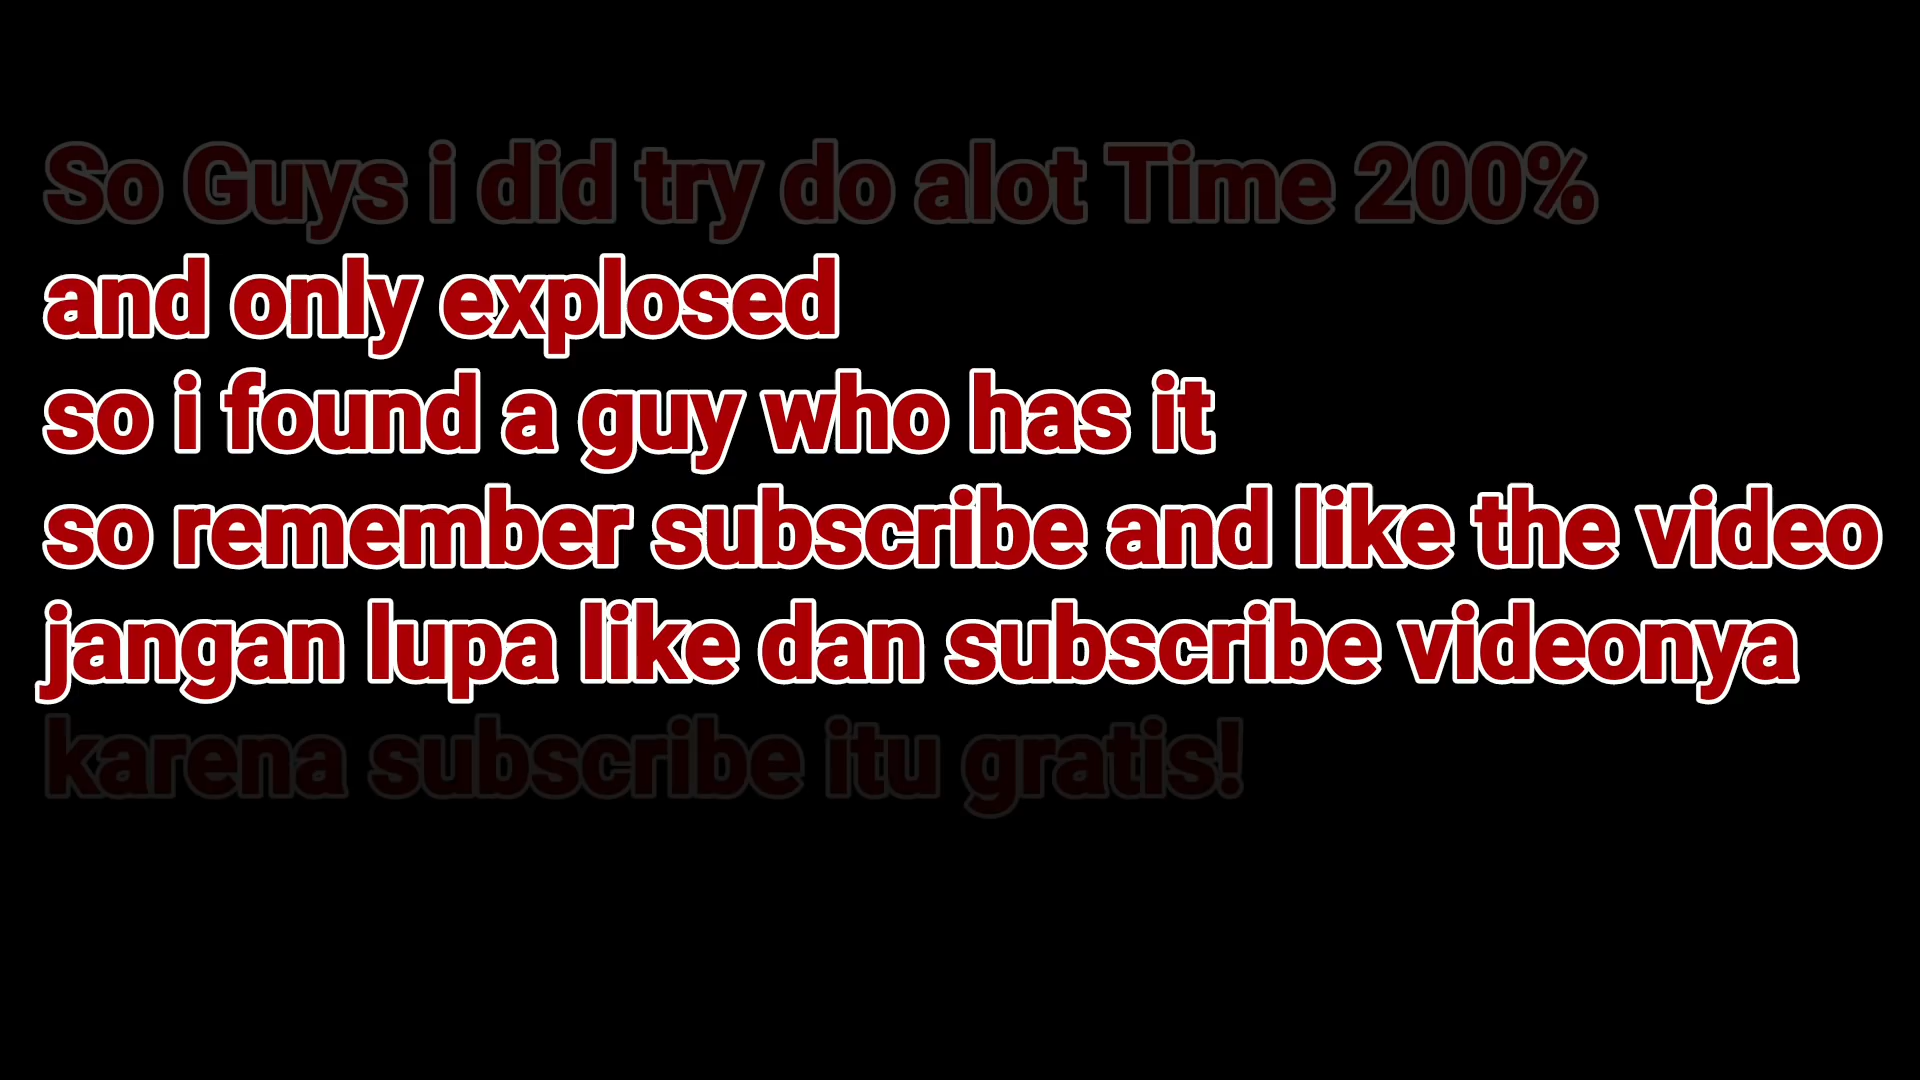 So Guys i did try do alot Time 200%
and only explosed
so i found a guy who has it
so remember subscribe and like the video
jangan lupa like dan subscribe videonya
karena subscribe itu gratis!